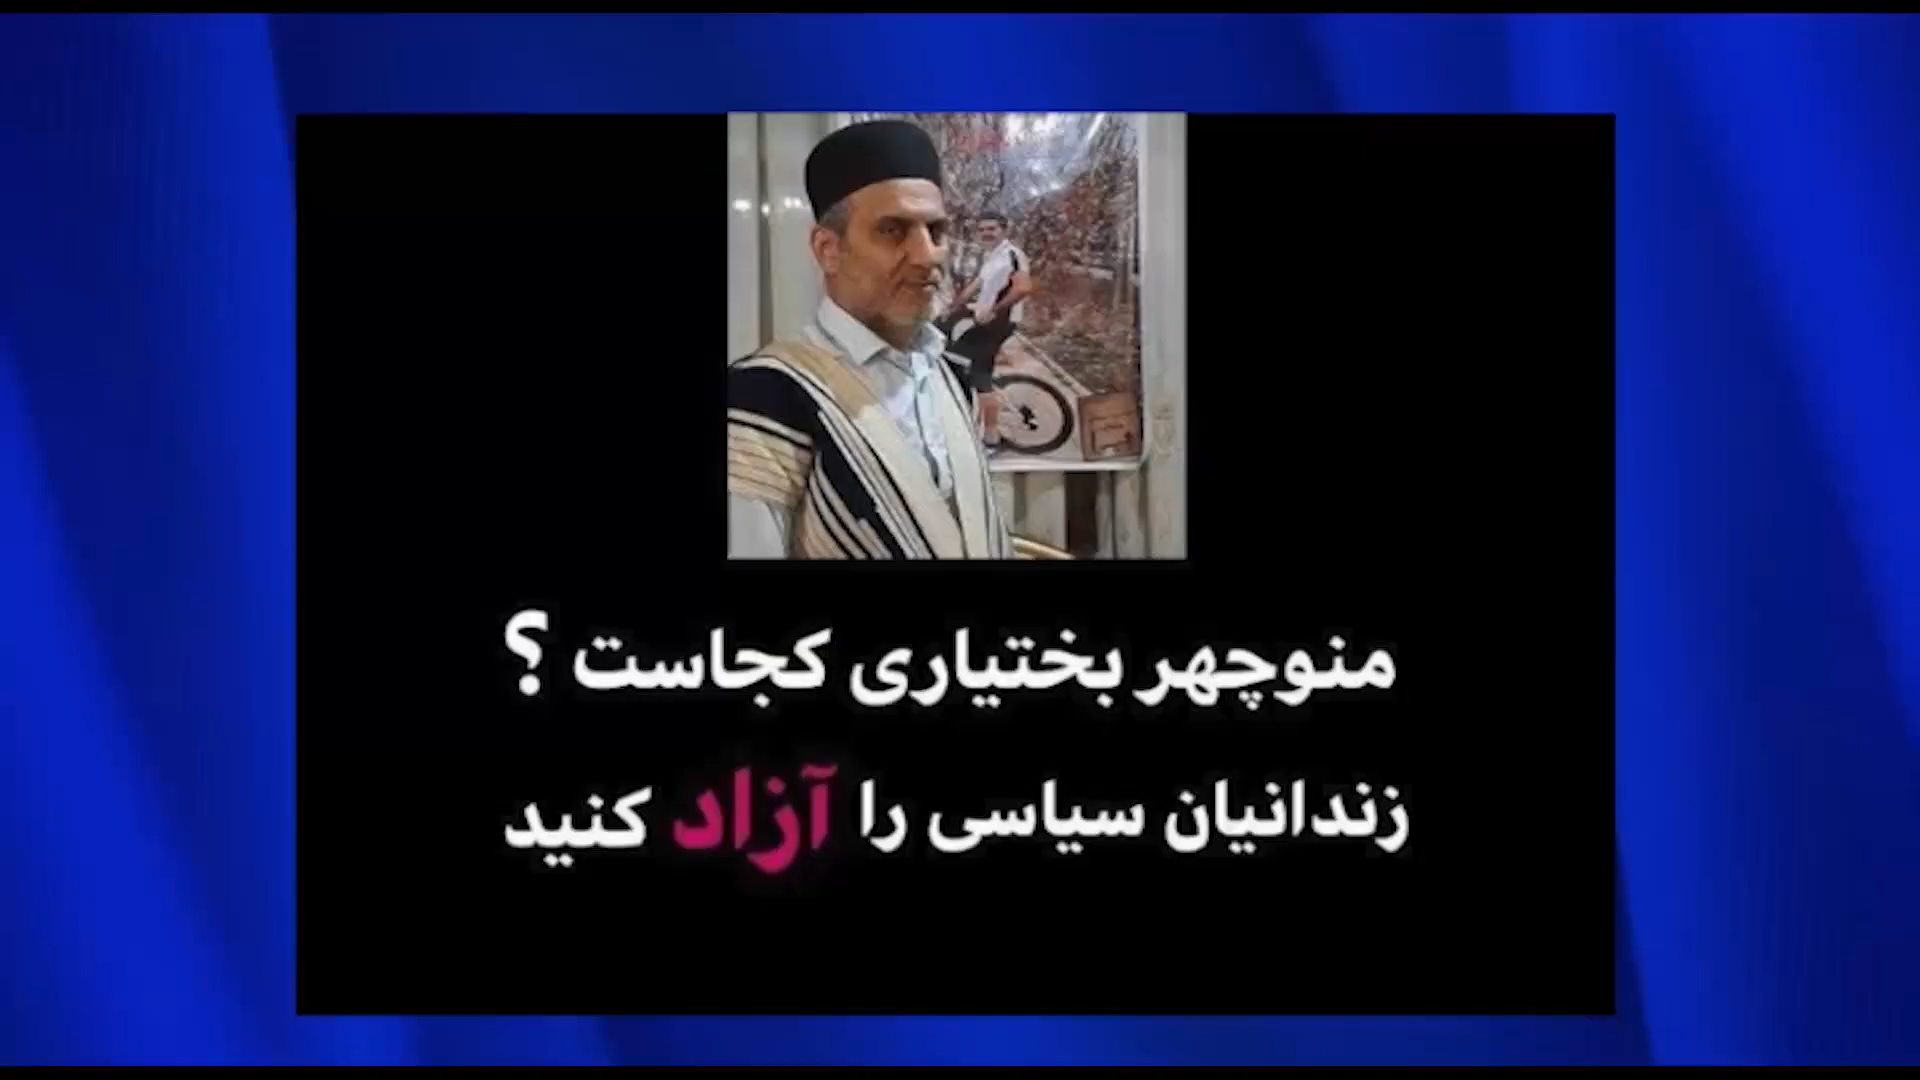 منوچهر بختیاری کجاست ؟
زندانیان سیاسی را آزاد کنید